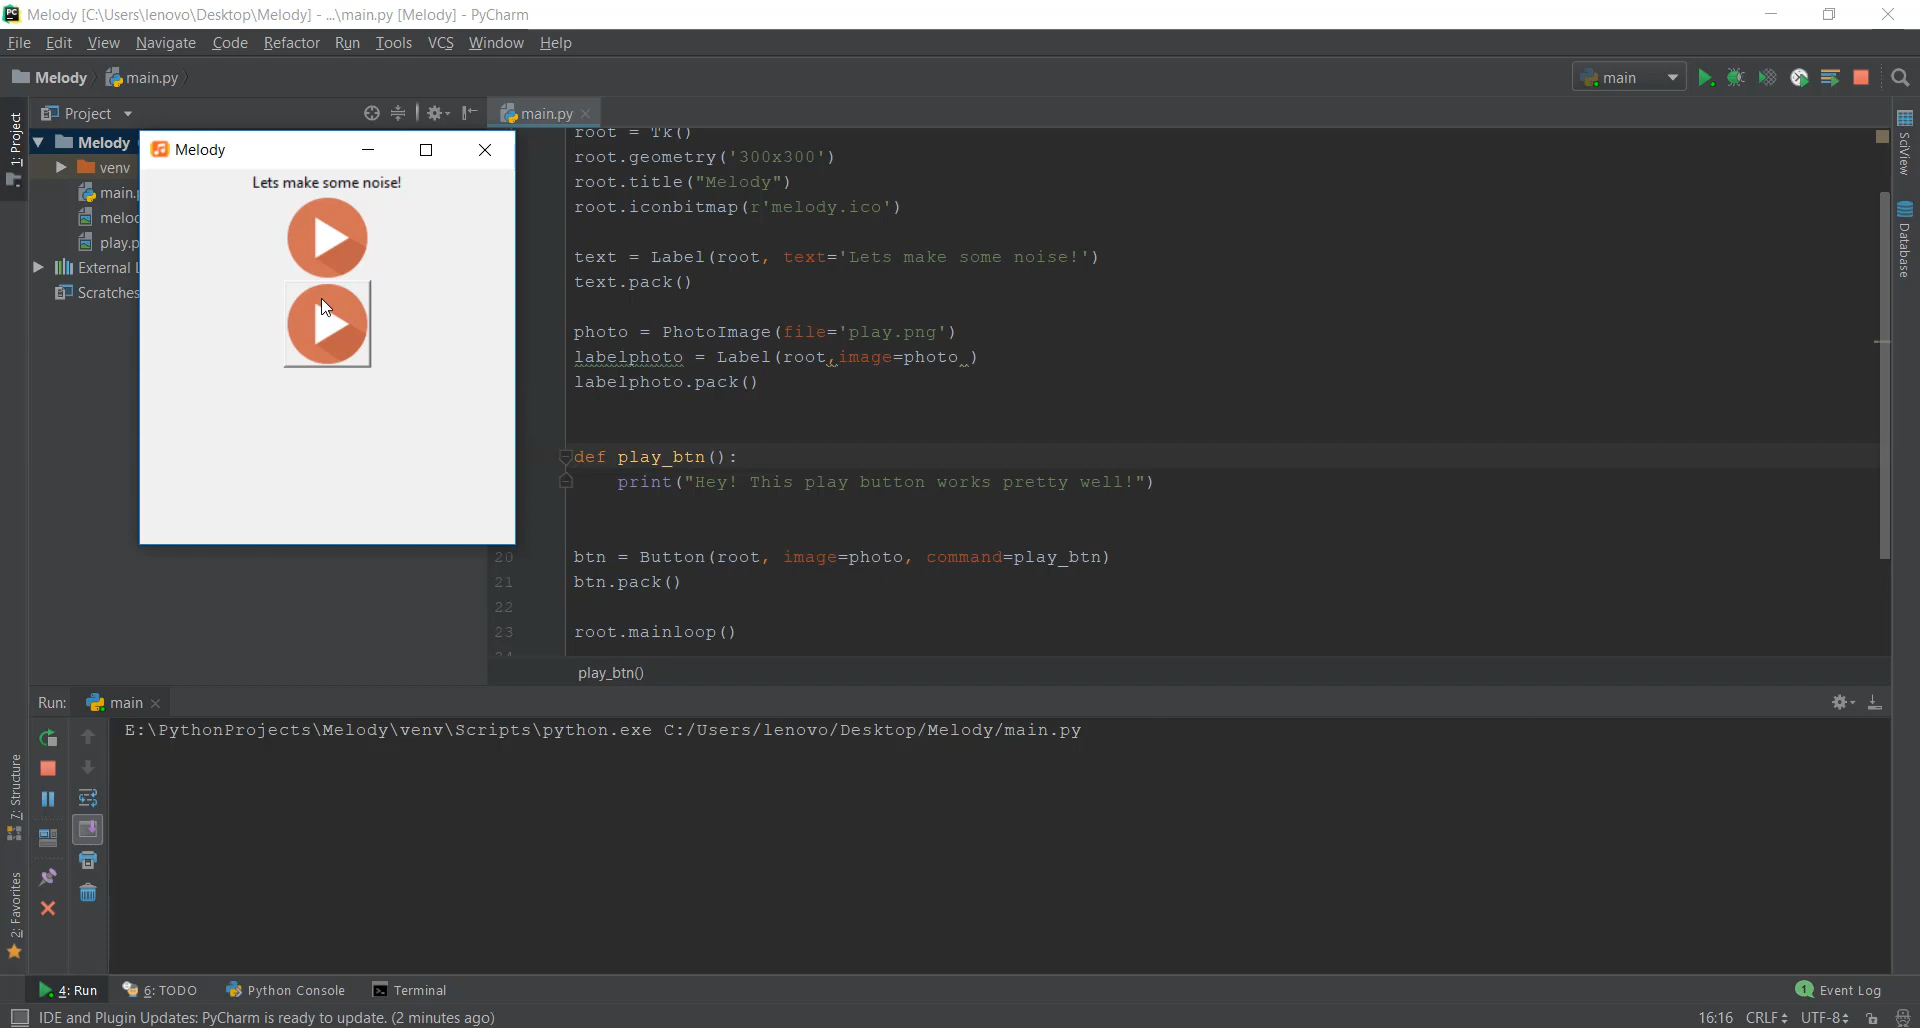 Melody [C:\Users\lenovo\Desktop\Melody] - ...\main.py [Melody] - PyCharm
File Edit View Navigate Code Refactor Run Tools VCS Window Help
Melody main.py main
1: Project
Project
main.py
Melody
venv
main.
meloc
play.p
External L
Scratches
Melody
Lets make some noise!
root = Tk()
root.geometry('300x300')
root.title("Melody")
root.iconbitmap(r'melody.ico')
text = Label(root, text='Lets make some noise!')
text.pack()
photo = PhotoImage(file='play.png')
labelphoto = Label(root,image=photo )
labelphoto.pack()
def play_btn():
print("Hey! This play button works pretty well!")
20 btn = Button(root, image=photo, command=play_btn)
21 btn.pack()
22
23 root.mainloop()
24
play_btn()
SciView
Database
Run: main
E:\PythonProjects\Melody\venv\Scripts\python.exe C:/Users/lenovo/Desktop/Melody/main.py
7: Structure
2: Favorites
4: Run 6: TODO Python Console Terminal 1 Event Log
IDE and Plugin Updates: PyCharm is ready to update. (2 minutes ago) 16:16 CRLF UTF-8